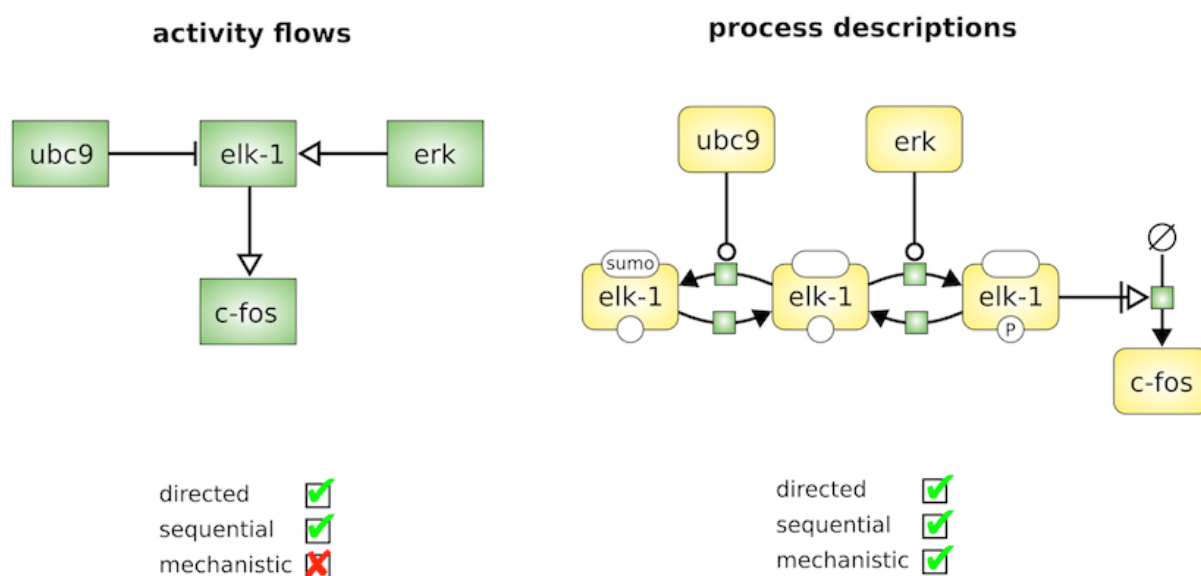 activity flows
ubc9
elk-1
erk
c-fos
directed
sequential
mechanistic
process descriptions
ubc9
erk
sumo
elk-1
elk-1
elk-1
P
∅
c-fos
directed
sequential
mechanistic